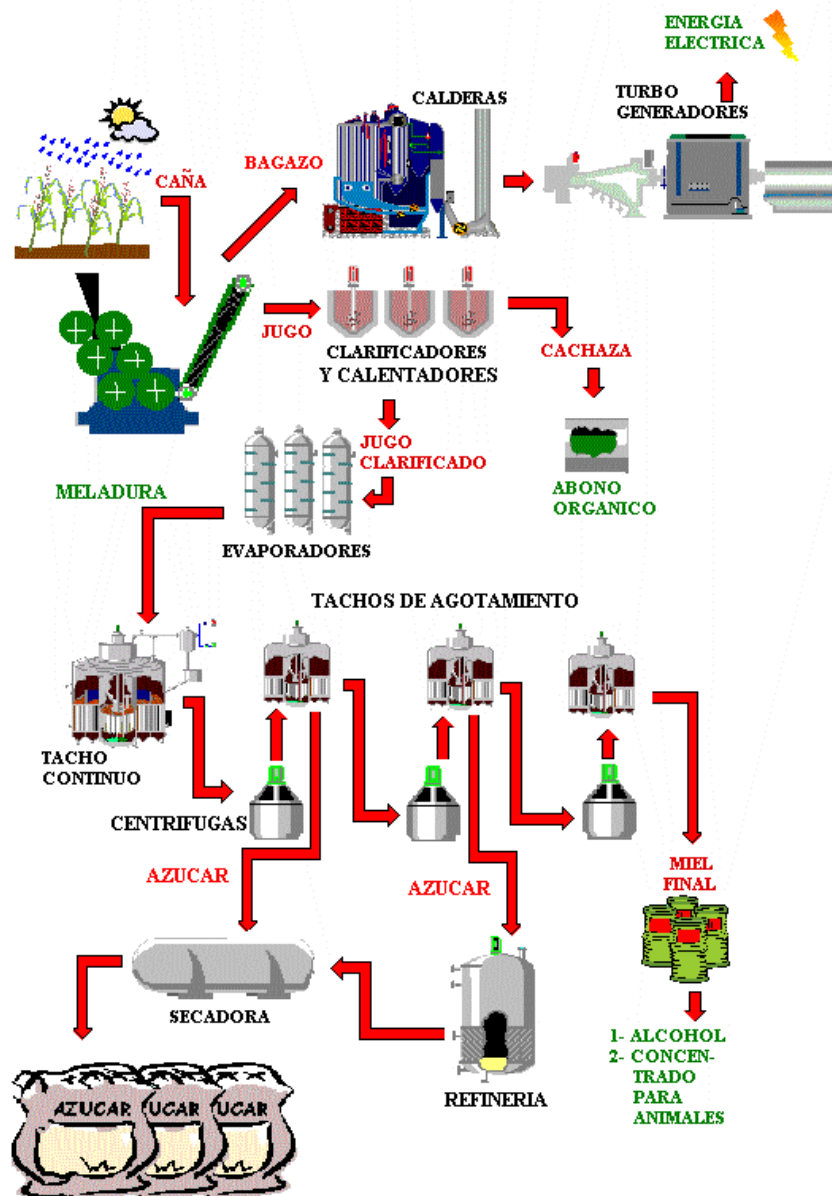 ENERGIA
ELECTRICA
CALDERAS
TURBO
GENERADORES
BAGAZO
CAÑA
JUGO
CLARIFICADORES
Y CALENTADORES
CACHAZA
JUGO
CLARIFICADO
MELADURA
ABONO
ORGANICO
EVAPORADORES
TACHOS DE AGOTAMIENTO
TACHO
CONTINUO
CENTRIFUGAS
AZUCAR
AZUCAR
MIEL
FINAL
SECADORA
REFINERIA
1- ALCOHOL
2- CONCEN-
TRADO
PARA
ANIMALES
AZUCAR
UCAR
UCAR